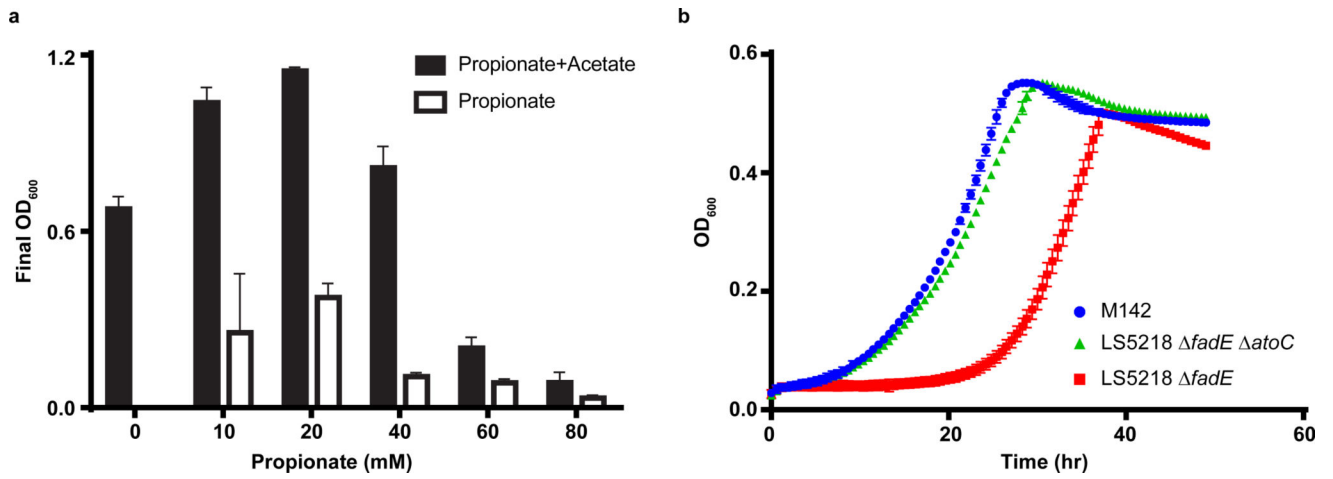 a
Final OD600
1.2
0.6
0.0
Propionate+Acetate
Propionate
0 10 20 40 60 80
Propionate (mM)
b
OD600
0.6
0.4
0.2
0.0
M142
LS5218 ΔfadE ΔatoC
LS5218 ΔfadE
0 20 40 60
Time (hr)